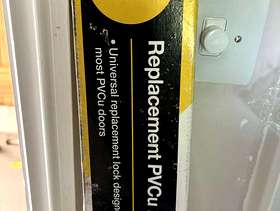 Replacement PVCu
• Universal replacement lock design
most PVCu doors